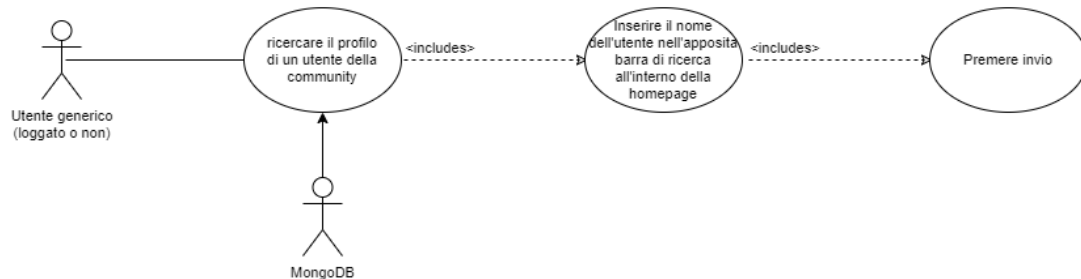 Utente generico
(loggato o non)
ricercare il profilo
di un utente della
community
<includes>
Inserire il nome
dell'utente nell'apposita
barra di ricerca
all'interno della
homepage
<includes>
Premere invio
MongoDB